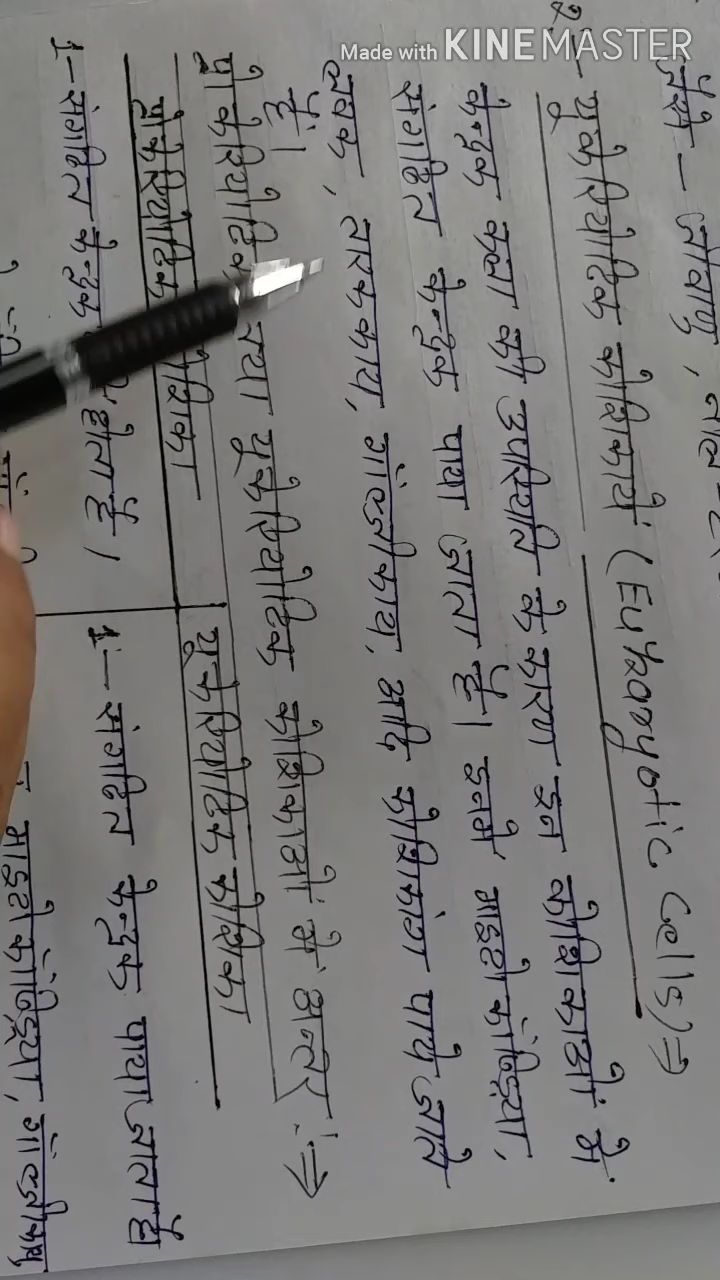 Made with KINEMASTER
जैसे – जीवाणु,
2 – यूकैरियोटिक कोशिकायें (Eukaryotic Cells) ⇒
केन्द्रक कला की उपस्थिति के कारण इन कोशिकाओं में
संगठित केन्द्रक पाया जाता है। इनमें माइटोकॉण्ड्रिया,
लवक, तारककाय, गॉल्जीकाय, आदि कोशिकांग पाये जाते
हैं।
प्रोकैरियोटिक तथा यूकैरियोटिक कोशिकाओं में अन्तर :⇒
प्रोकैरियोटिक कोशिका यूकैरियोटिक कोशिका
1– संगठित केन्द्रक होता है। 1– संगठित केन्द्रक पाया जाता है
माइटोकॉण्ड्रिया, गॉल्जीकाय